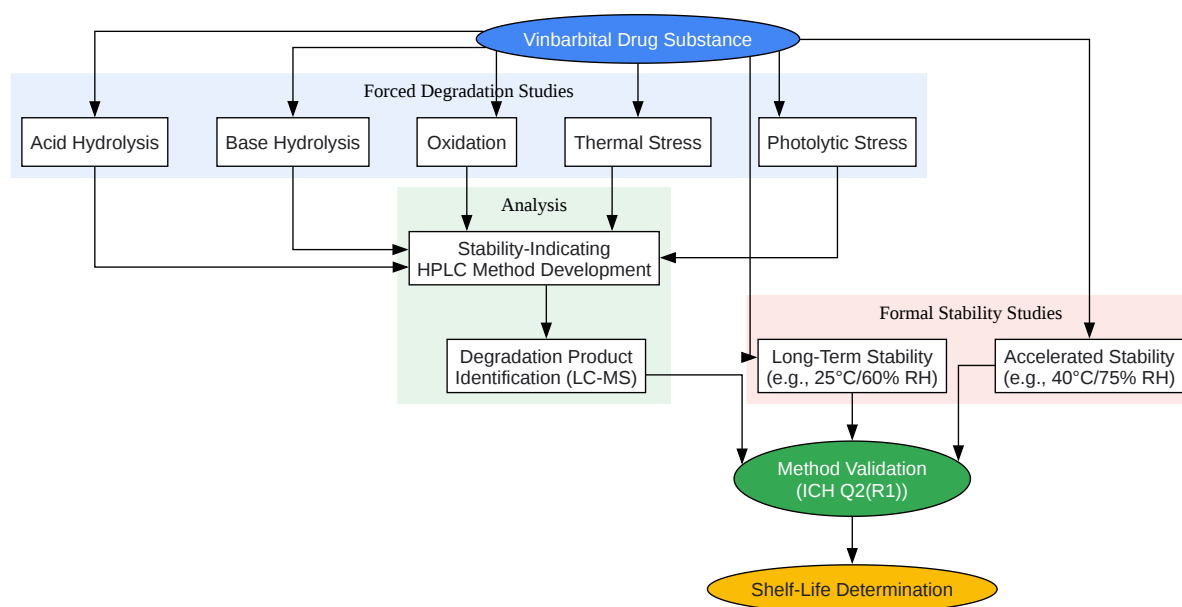 Vinbarbital Drug Substance
Forced Degradation Studies
Acid Hydrolysis
Base Hydrolysis
Oxidation
Thermal Stress
Photolytic Stress
Analysis
Stability-Indicating
HPLC Method Development
Degradation Product
Identification (LC-MS)
Formal Stability Studies
Long-Term Stability
(e.g., 25°C/60% RH)
Accelerated Stability
(e.g., 40°C/75% RH)
Method Validation
(ICH Q2(R1))
Shelf-Life Determination